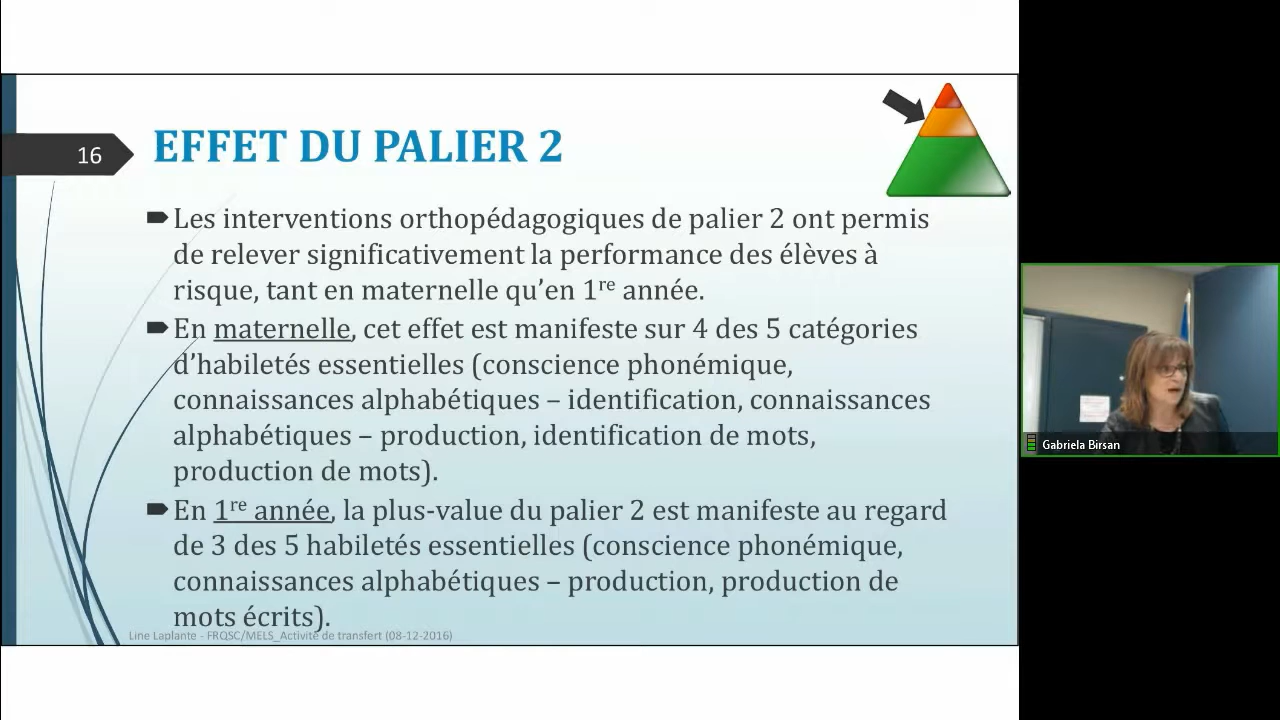 16
EFFET DU PALIER 2
Les interventions orthopédagogiques de palier 2 ont permis
de relever significativement la performance des élèves à
risque, tant en maternelle qu’en 1re année.
En maternelle, cet effet est manifeste sur 4 des 5 catégories
d’habiletés essentielles (conscience phonémique,
connaissances alphabétiques – identification, connaissances
alphabétiques – production, identification de mots,
production de mots).
En 1re année, la plus-value du palier 2 est manifeste au regard
de 3 des 5 habiletés essentielles (conscience phonémique,
connaissances alphabétiques – production, production de
mots écrits).
Line Laplante - FRQSC/MELS_Activité de transfert (08-12-2016)
Gabriela Birsan